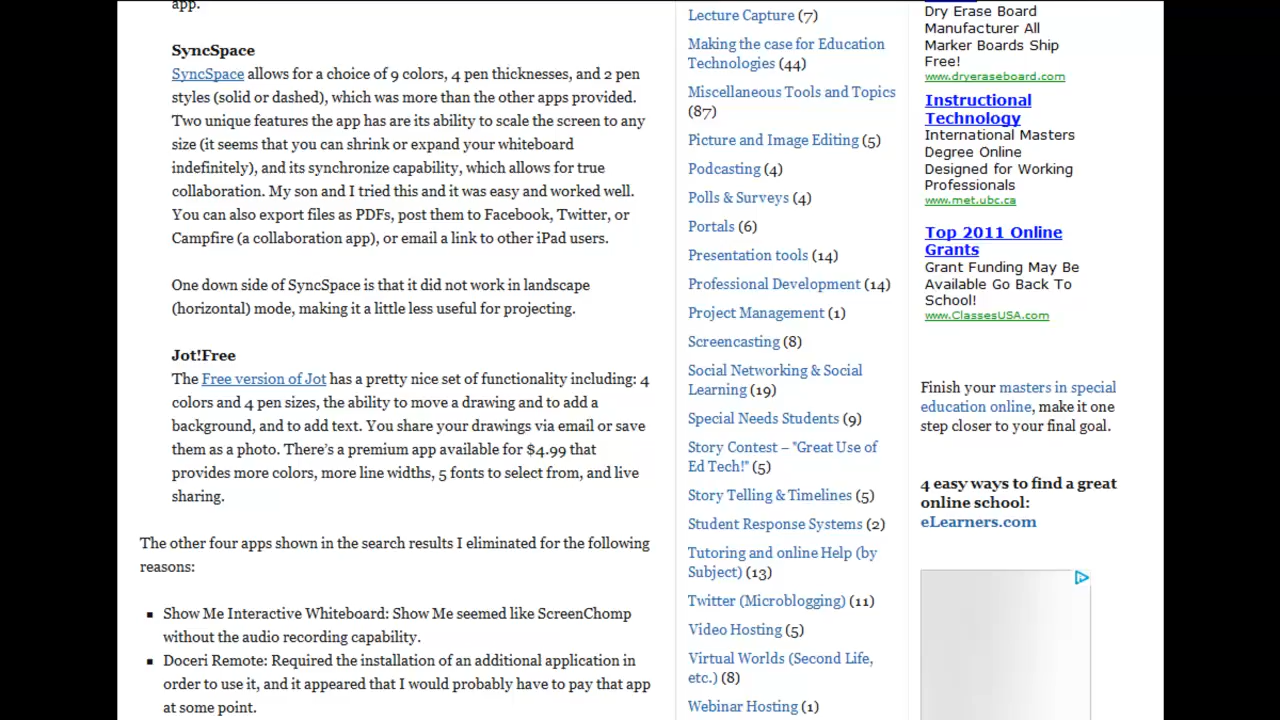 app.
SyncSpace
SyncSpace allows for a choice of 9 colors, 4 pen thicknesses, and 2 pen
styles (solid or dashed), which was more than the other apps provided.
Two unique features the app has are its ability to scale the screen to any
size (it seems that you can shrink or expand your whiteboard
indefinitely), and its synchronize capability, which allows for true
collaboration. My son and I tried this and it was easy and worked well.
You can also export files as PDFs, post them to Facebook, Twitter, or
Campfire (a collaboration app), or email a link to other iPad users.
One down side of SyncSpace is that it did not work in landscape
(horizontal) mode, making it a little less useful for projecting.
Jot!Free
The Free version of Jot has a pretty nice set of functionality including: 4
colors and 4 pen sizes, the ability to move a drawing and to add a
background, and to add text. You share your drawings via email or save
them as a photo. There's a premium app available for $4.99 that
provides more colors, more line widths, 5 fonts to select from, and live
sharing.
The other four apps shown in the search results I eliminated for the following
reasons:
▪ Show Me Interactive Whiteboard: Show Me seemed like ScreenChomp
without the audio recording capability.
▪ Doceri Remote: Required the installation of an additional application in
order to use it, and it appeared that I would probably have to pay that app
at some point.
Lecture Capture (7)
Making the case for Education
Technologies (44)
Miscellaneous Tools and Topics
(87)
Picture and Image Editing (5)
Podcasting (4)
Polls & Surveys (4)
Portals (6)
Presentation tools (14)
Professional Development (14)
Project Management (1)
Screencasting (8)
Social Networking & Social
Learning (19)
Special Needs Students (9)
Story Contest – "Great Use of
Ed Tech!" (5)
Story Telling & Timelines (5)
Student Response Systems (2)
Tutoring and online Help (by
Subject) (13)
Twitter (Microblogging) (11)
Video Hosting (5)
Virtual Worlds (Second Life,
etc.) (8)
Webinar Hosting (1)
Dry Erase Board
Manufacturer All
Marker Boards Ship
Free!
www.dryeraseboard.com
Instructional
Technology
International Masters
Degree Online
Designed for Working
Professionals
www.met.ubc.ca
Top 2011 Online
Grants
Grant Funding May Be
Available Go Back To
School!
www.ClassesUSA.com
Finish your masters in special
education online, make it one
step closer to your final goal.
4 easy ways to find a great
online school:
eLearners.com